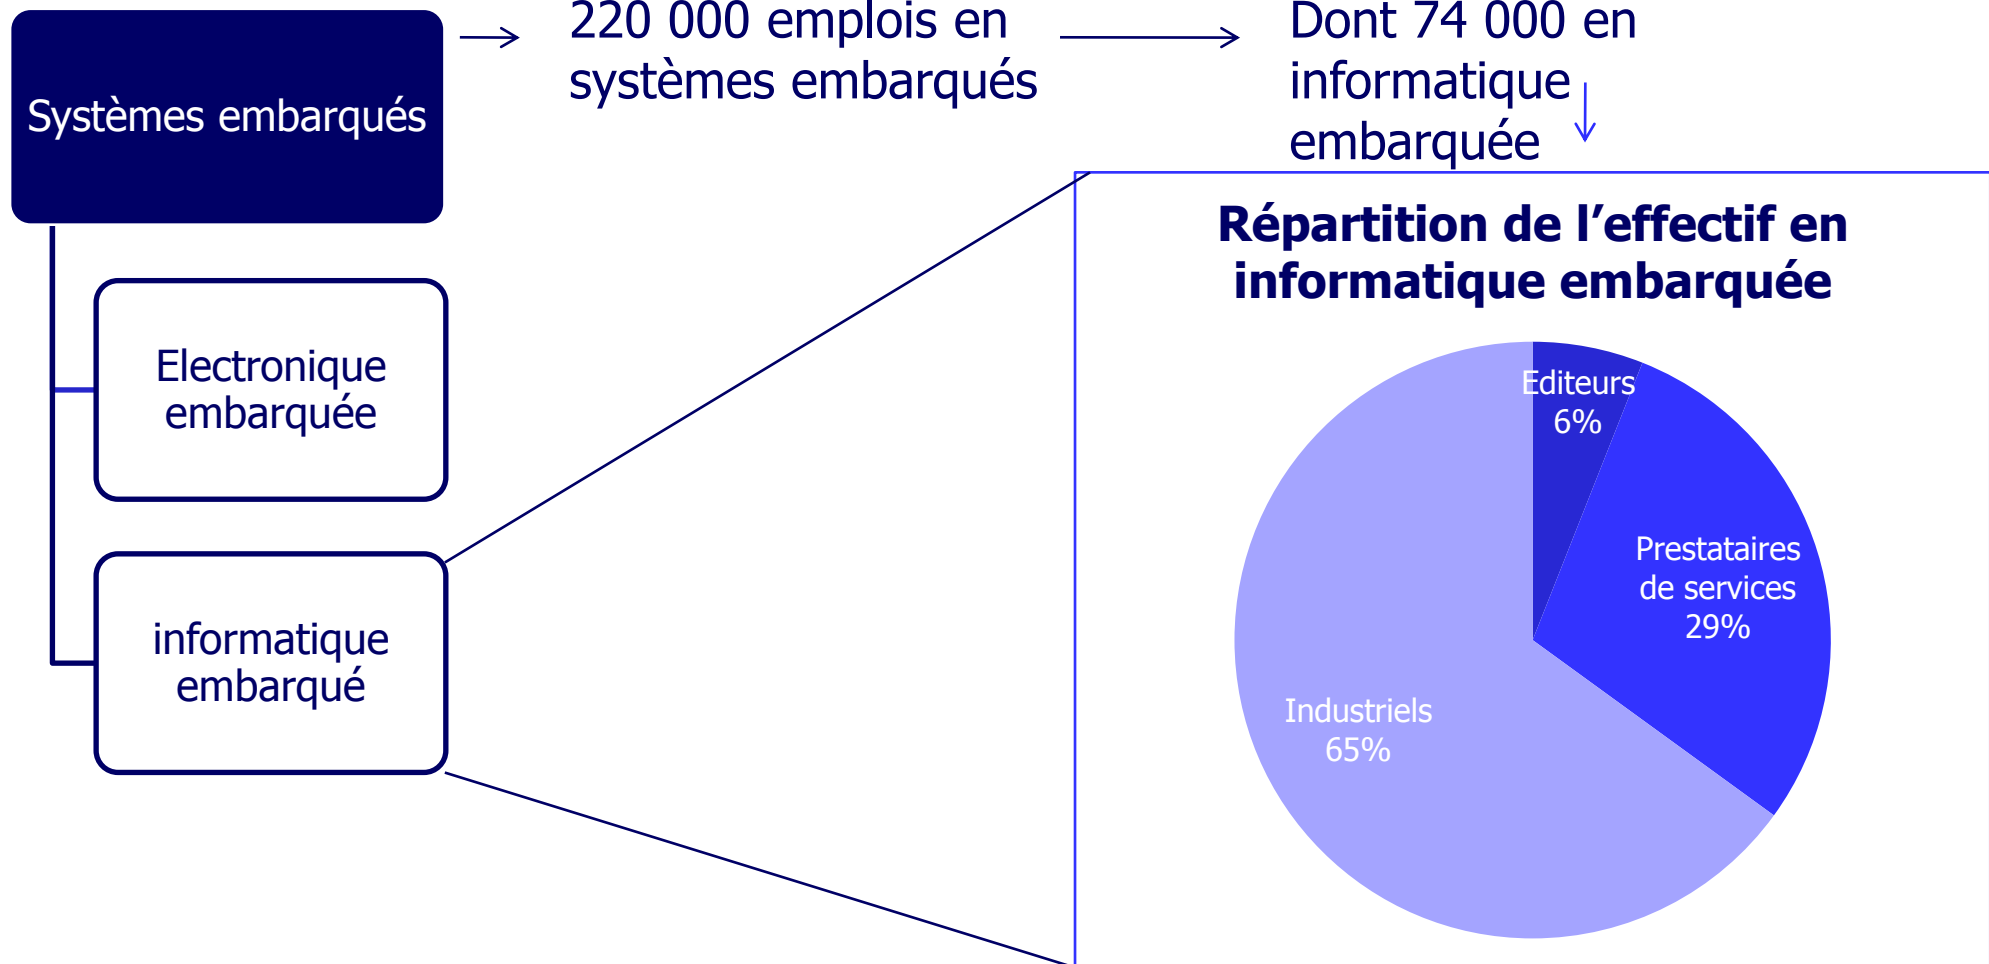 Systèmes embarqués
220 000 emplois en
systèmes embarqués
Dont 74 000 en
informatique
embarquée
Electronique
embarquée
informatique
embarqué
Répartition de l’effectif en
informatique embarquée
Editeurs
6%
Prestataires
de services
29%
Industriels
65%